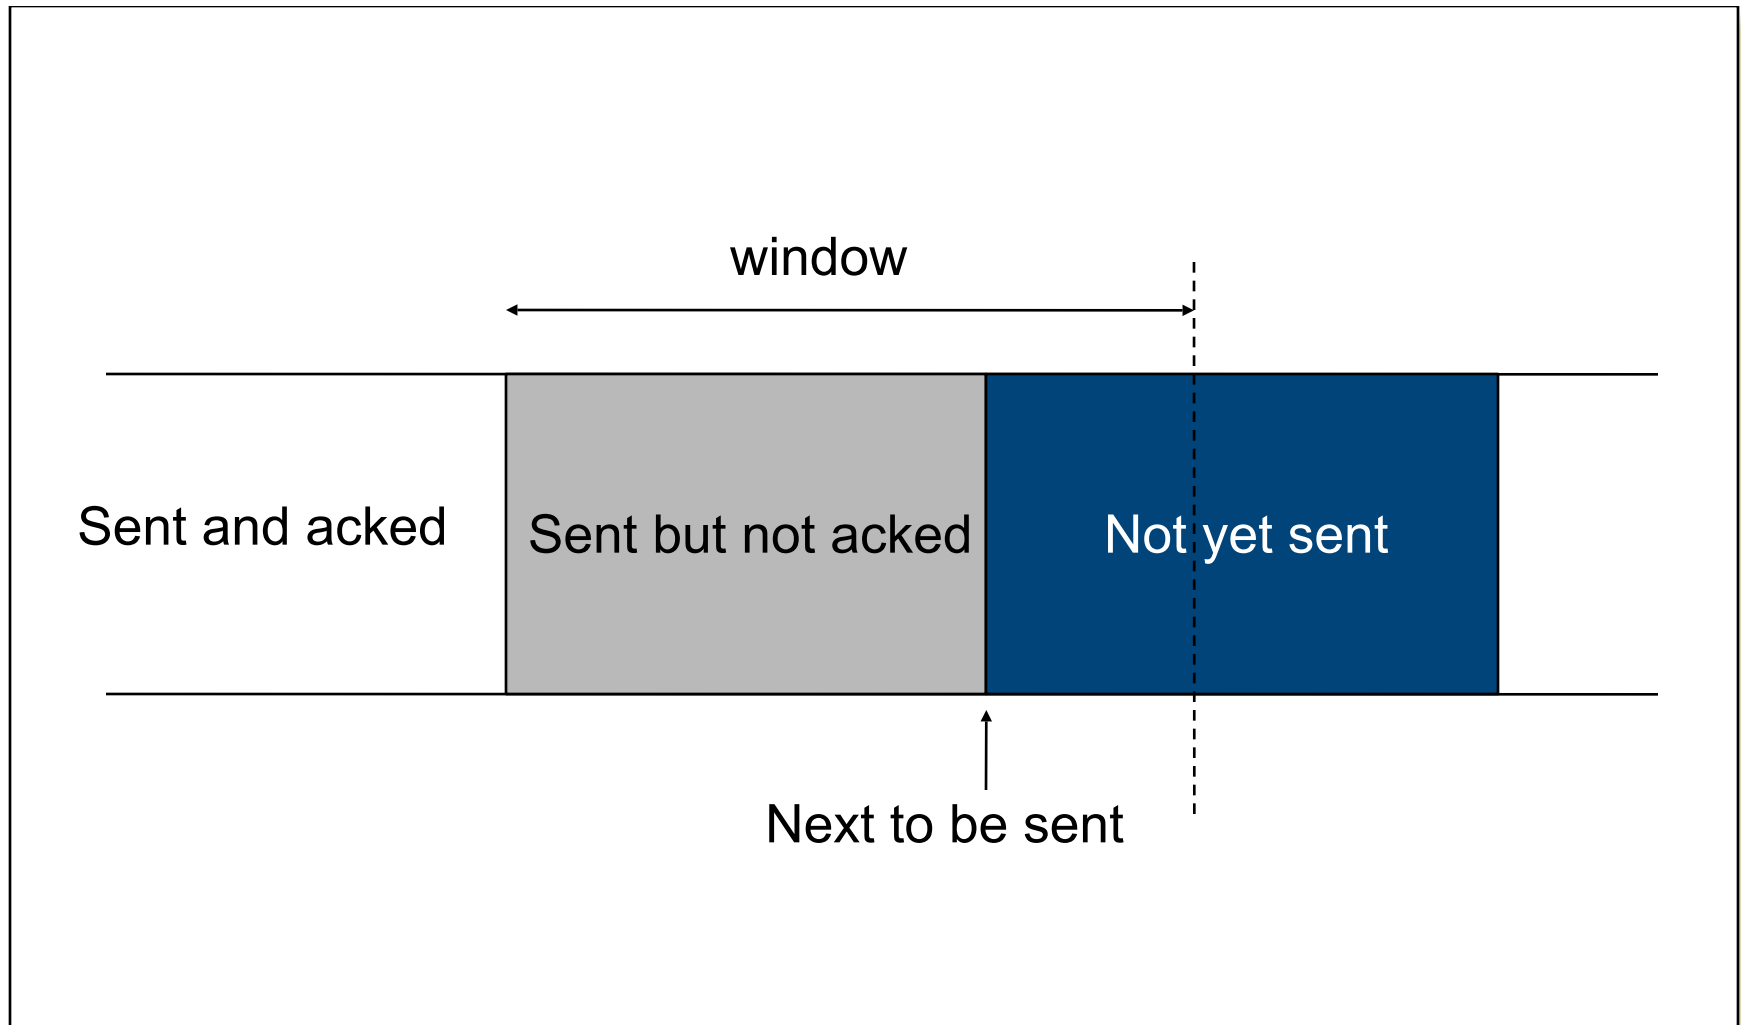 window
Sent and acked
Sent but not acked
Not yet sent
Next to be sent